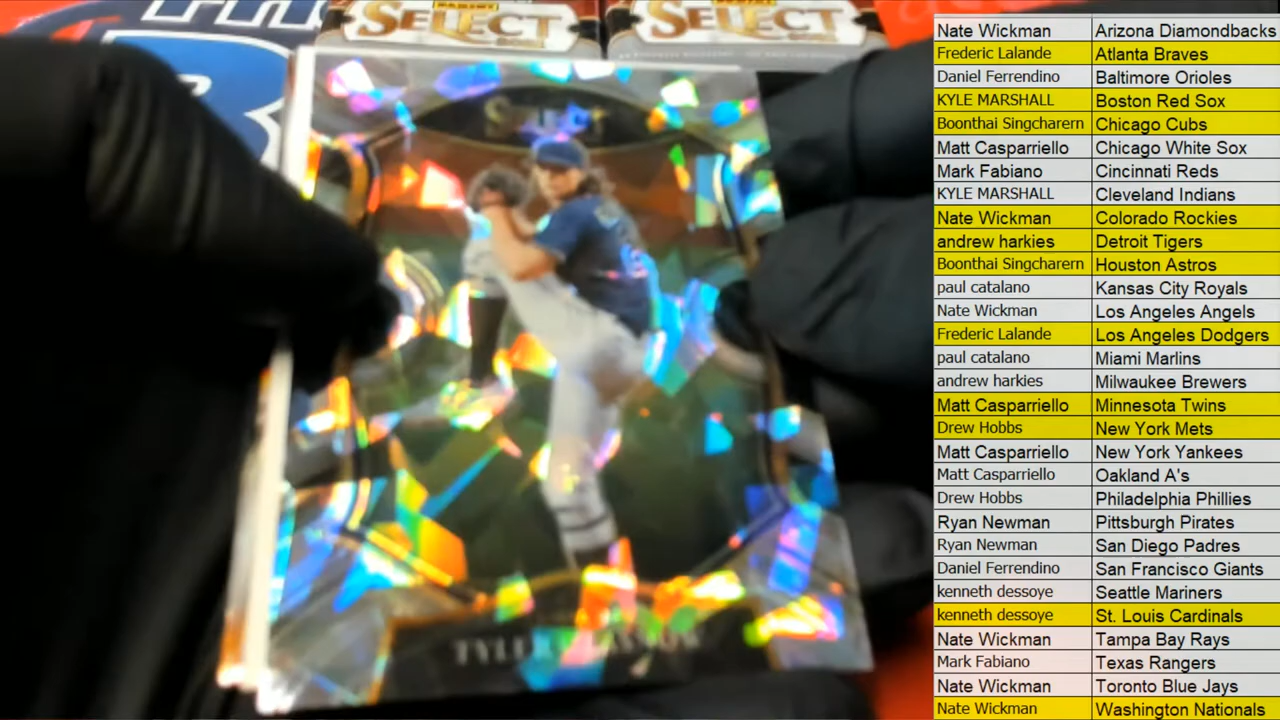 PANINI
SELECT
PANINI
SELECT
SELECT
TYLER GLASNOW
Nate Wickman Arizona Diamondbacks
Frederic Lalande Atlanta Braves
Daniel Ferrendino Baltimore Orioles
KYLE MARSHALL Boston Red Sox
Boonthai Singcharern Chicago Cubs
Matt Casparriello Chicago White Sox
Mark Fabiano Cincinnati Reds
KYLE MARSHALL Cleveland Indians
Nate Wickman Colorado Rockies
andrew harkies Detroit Tigers
Boonthai Singcharern Houston Astros
paul catalano Kansas City Royals
Nate Wickman Los Angeles Angels
Frederic Lalande Los Angeles Dodgers
paul catalano Miami Marlins
andrew harkies Milwaukee Brewers
Matt Casparriello Minnesota Twins
Drew Hobbs New York Mets
Matt Casparriello New York Yankees
Matt Casparriello Oakland A's
Drew Hobbs Philadelphia Phillies
Ryan Newman Pittsburgh Pirates
Ryan Newman San Diego Padres
Daniel Ferrendino San Francisco Giants
kenneth dessoye Seattle Mariners
kenneth dessoye St. Louis Cardinals
Nate Wickman Tampa Bay Rays
Mark Fabiano Texas Rangers
Nate Wickman Toronto Blue Jays
Nate Wickman Washington Nationals